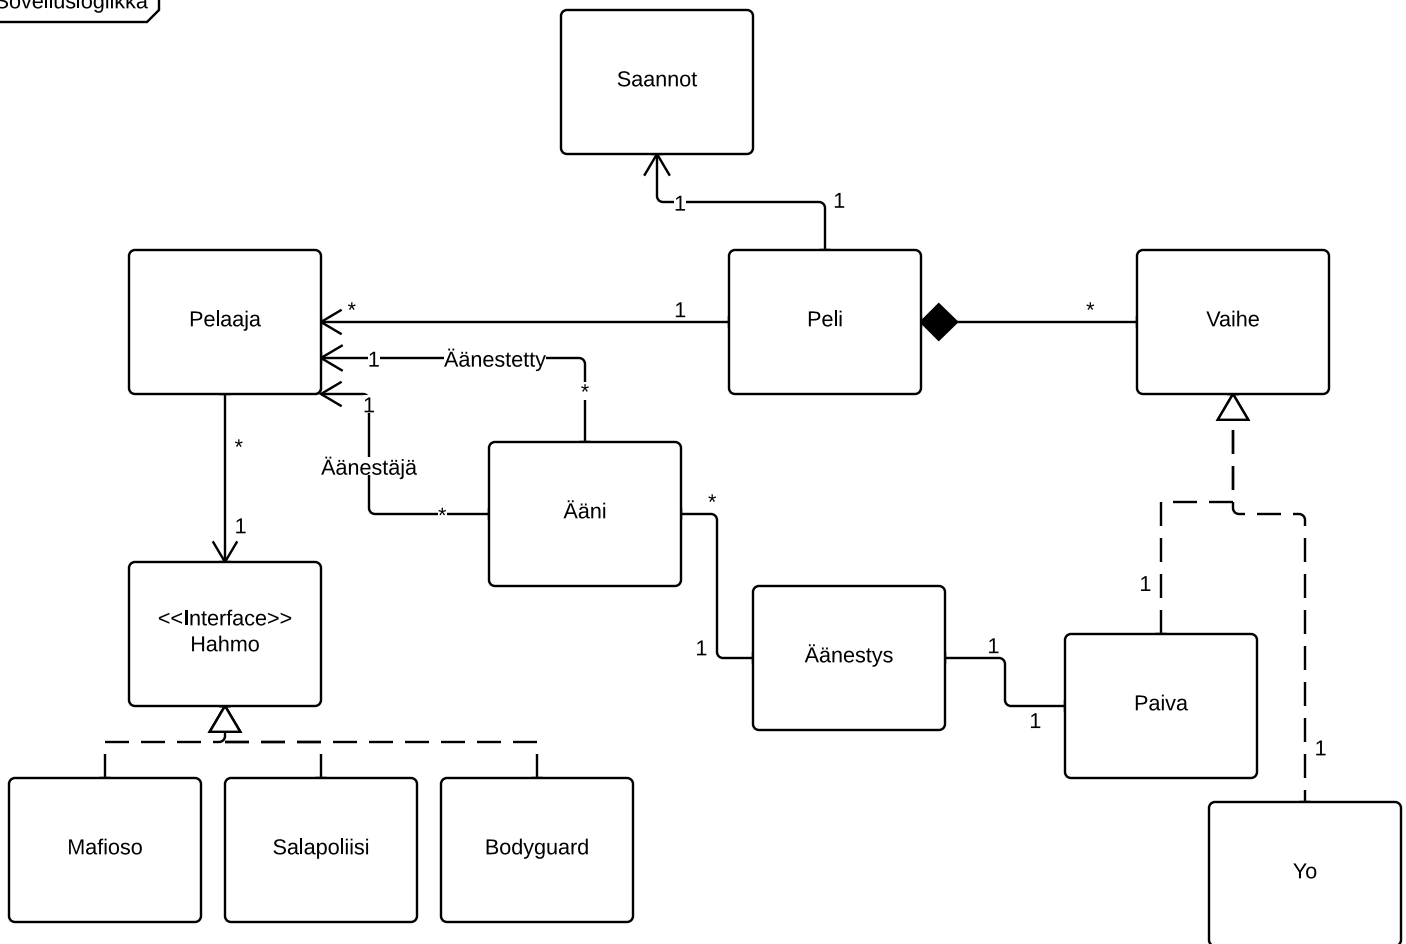 Sovelluslogiikka
Saannot
1
1
Pelaaja
*
1
Peli
*
Vaihe
1
Äänestetty
*
1
*
Äänestäjä
Ääni
*
*
1
<<Interface>>
Hahmo
1
Äänestys
1
1
1
Paiva
1
Mafioso
Salapoliisi
Bodyguard
Yo